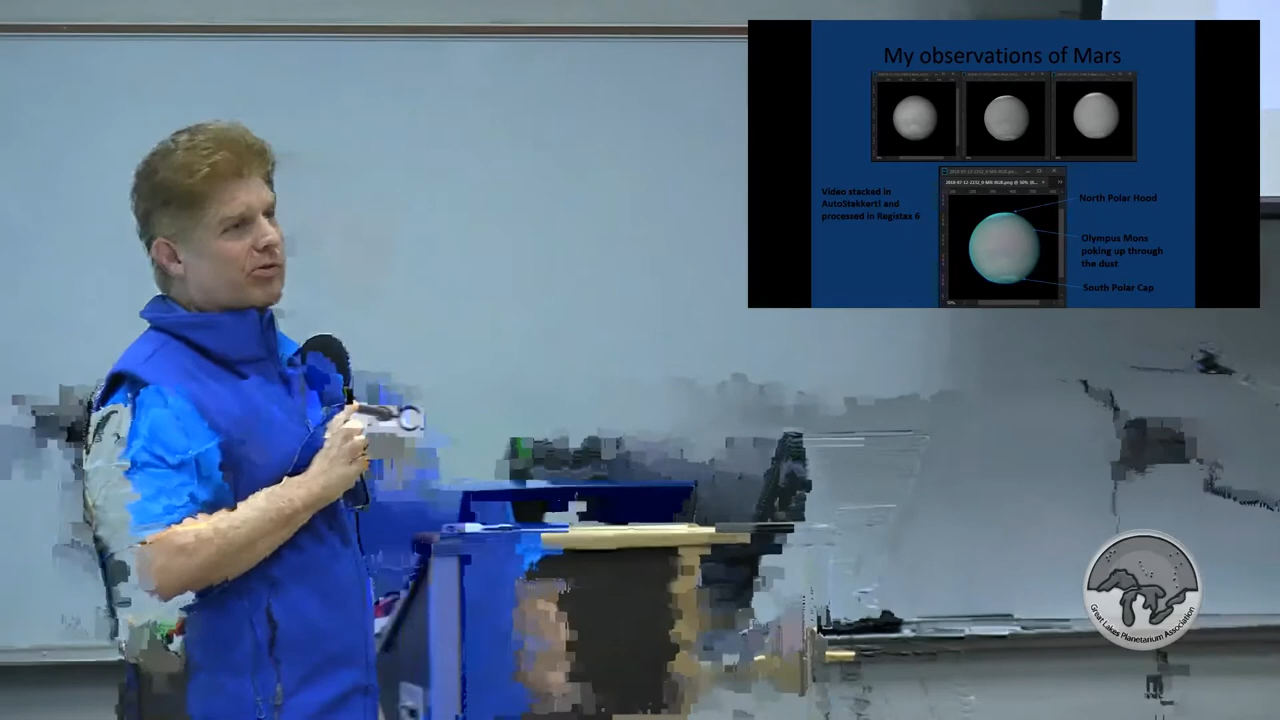 My observations of Mars
Video stacked in
AutoStakkert! and
processed in Registax 6
North Polar Hood
Olympus Mons
poking up through
the dust
South Polar Cap
Great Lakes Planetarium Association